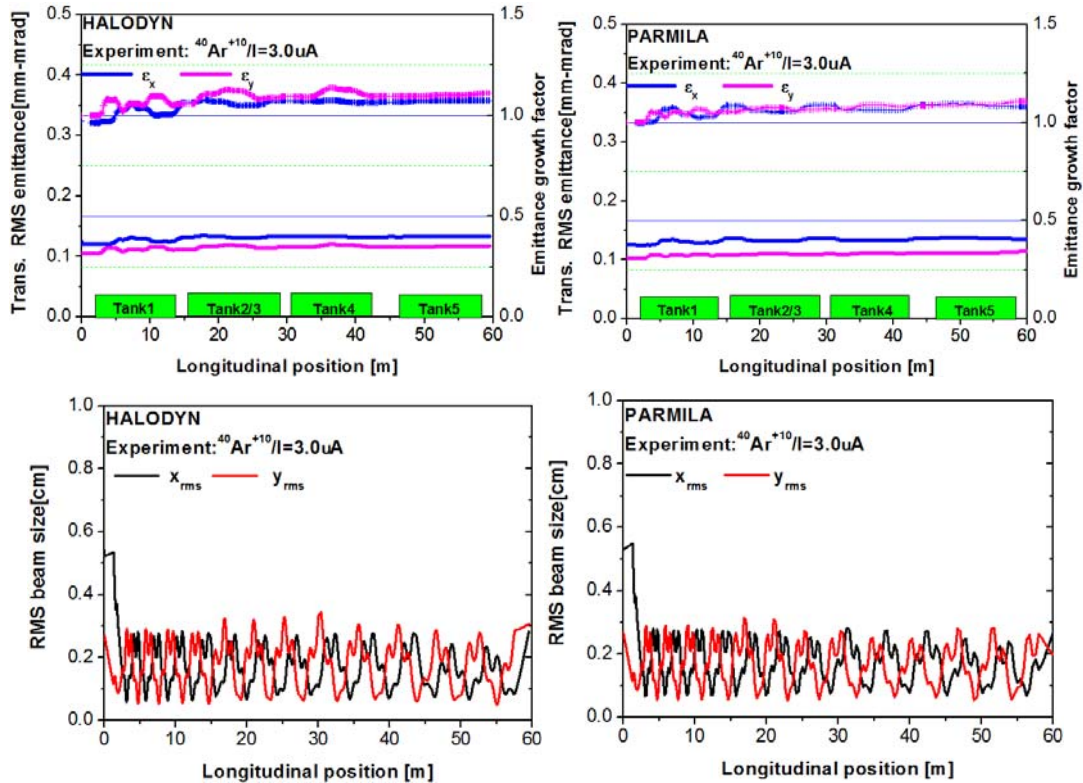 HALODYN
Experiment: ⁴⁰Ar⁺¹⁰/I=3.0uA
εₓ ε_y
Trans. RMS emittance[mm-mrad]
0.5
0.4
0.3
0.2
0.1
0.0
1.5
1.0
0.5
0.0
Emittance growth factor
Tank1 Tank2/3 Tank4 Tank5
0 10 20 30 40 50 60
Longitudinal position [m]
PARMILA
Experiment: ⁴⁰Ar⁺¹⁰/I=3.0uA
εₓ ε_y
Trans. RMS emittance[mm-mrad]
0.5
0.4
0.3
0.2
0.1
0.0
1.5
1.0
0.5
0.0
Emittance growth factor
Tank1 Tank2/3 Tank4 Tank5
0 10 20 30 40 50 60
Longitudinal position [m]
HALODYN
Experiment:⁴⁰Ar⁺¹⁰/I=3.0uA
x_rms y_rms
RMS beam size[cm]
1.0
0.8
0.6
0.4
0.2
0.0
0 10 20 30 40 50 60
Longitudinal position [m]
PARMILA
Experiment:⁴⁰Ar⁺¹⁰/I=3.0uA
x_rms y_rms
RMS beam size[cm]
1.0
0.8
0.6
0.4
0.2
0.0
0 10 20 30 40 50 60
Longitudinal position [m]